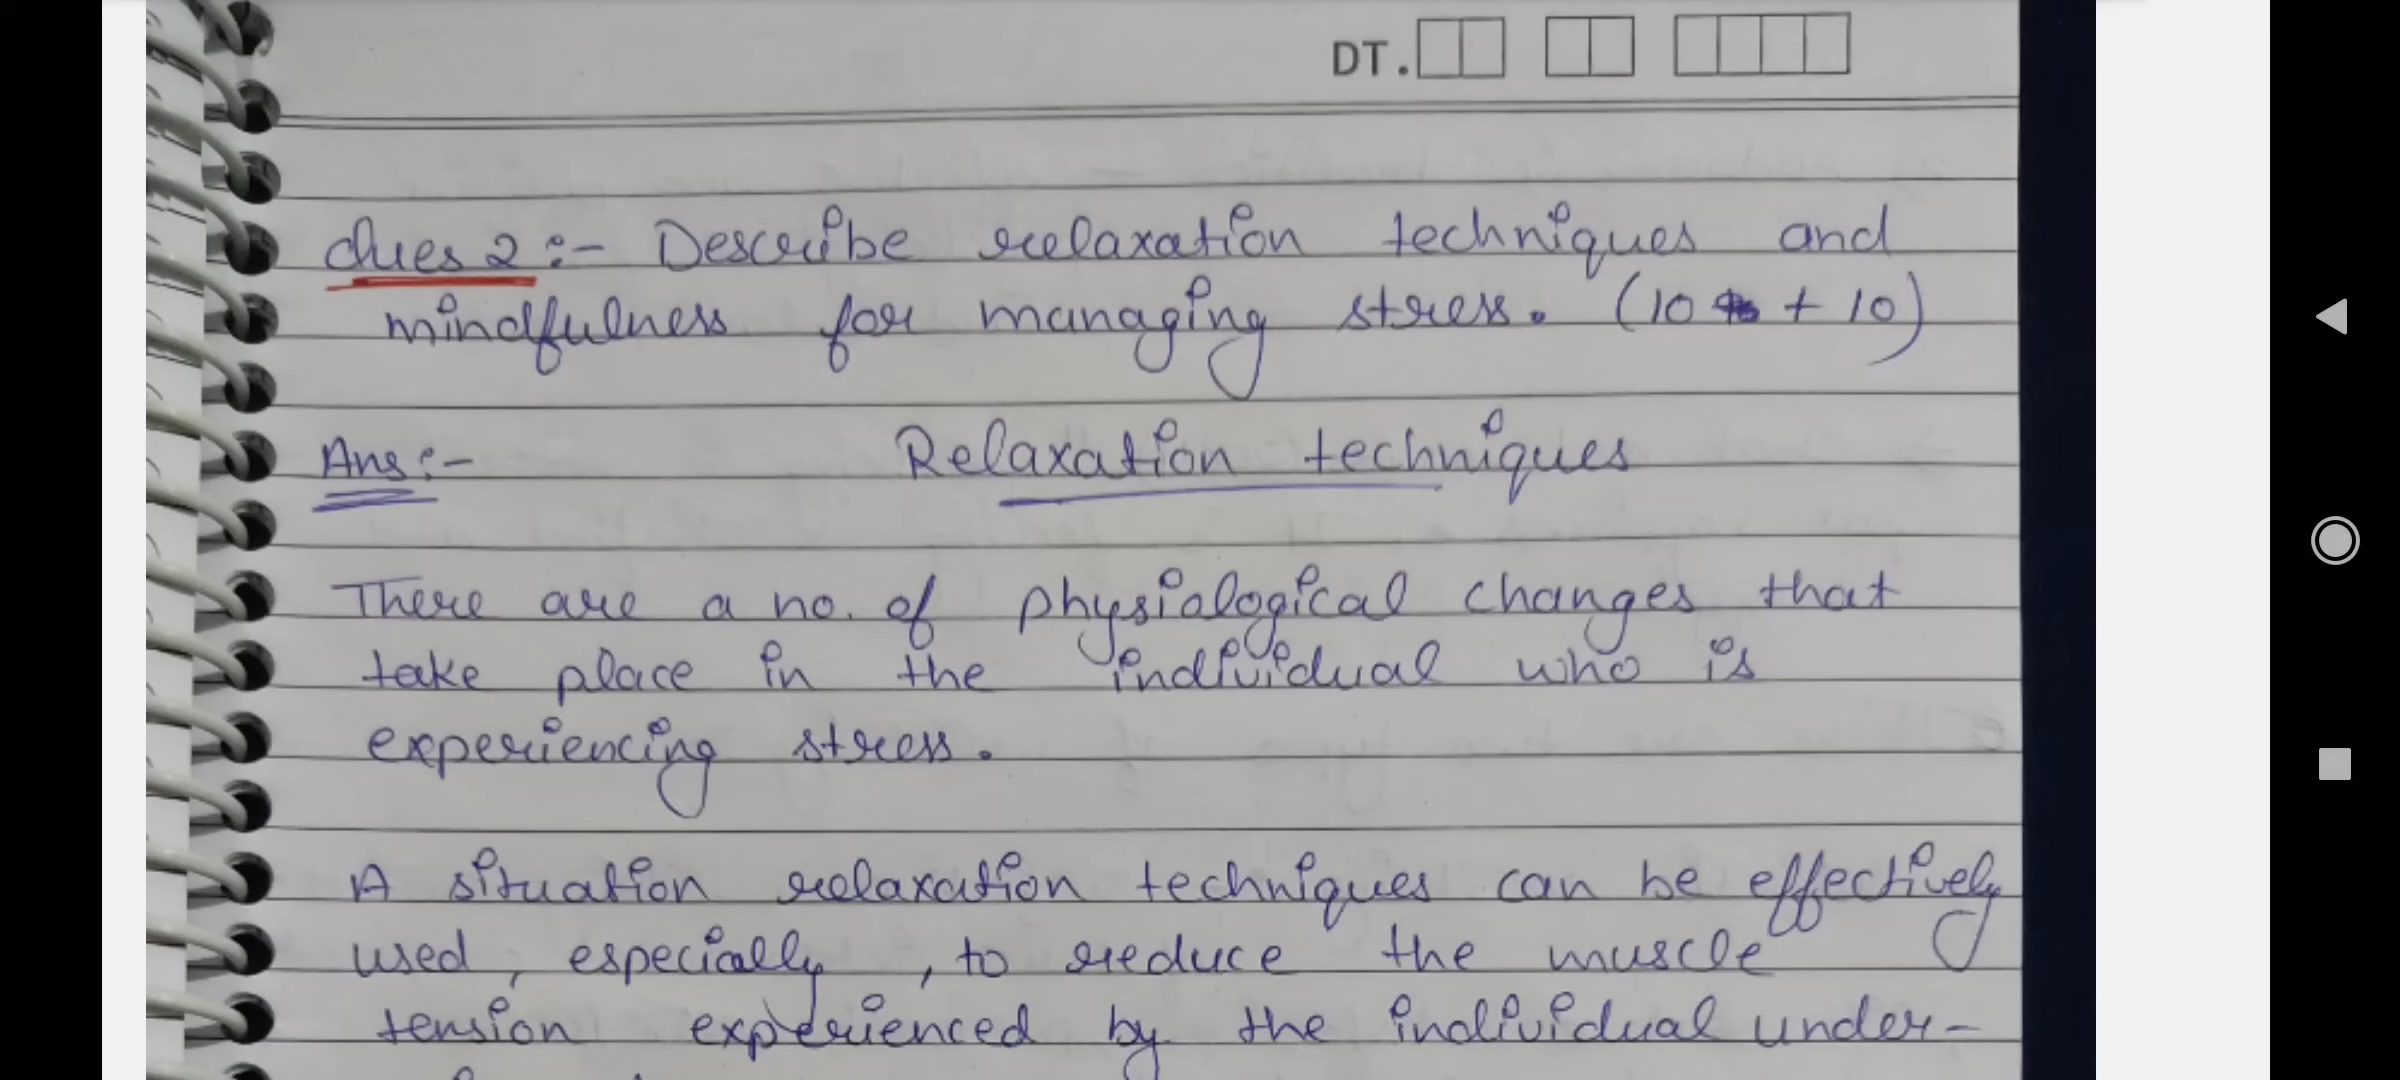 DT.
Ques 2 :- Describe relaxation techniques and
mindfulness for managing stress. (10 + 10)
Ans:- Relaxation techniques
There are a no. of physiological changes that
take place in the individual who is
experiencing stress.
A situation relaxation techniques can be effectively
used, especially, to reduce the muscle
tension experienced by the individual under-